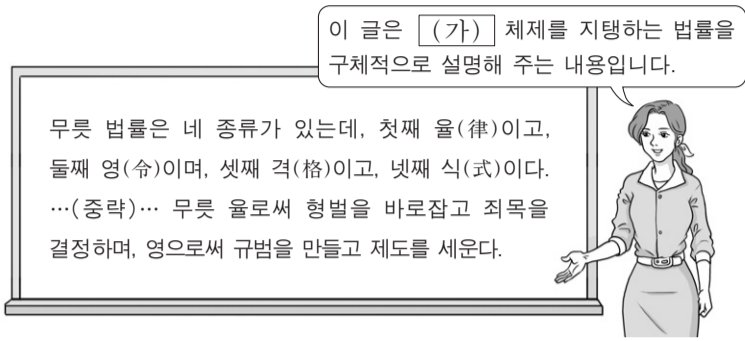 이 글은 (가) 체제를 지탱하는 법률을
구체적으로 설명해 주는 내용입니다.
무릇 법률은 네 종류가 있는데, 첫째 율(律)이고,
둘째 영(令)이며, 셋째 격(格)이고, 넷째 식(式)이다.
…(중략)… 무릇 율로써 형벌을 바로잡고 죄목을
결정하며, 영으로써 규범을 만들고 제도를 세운다.